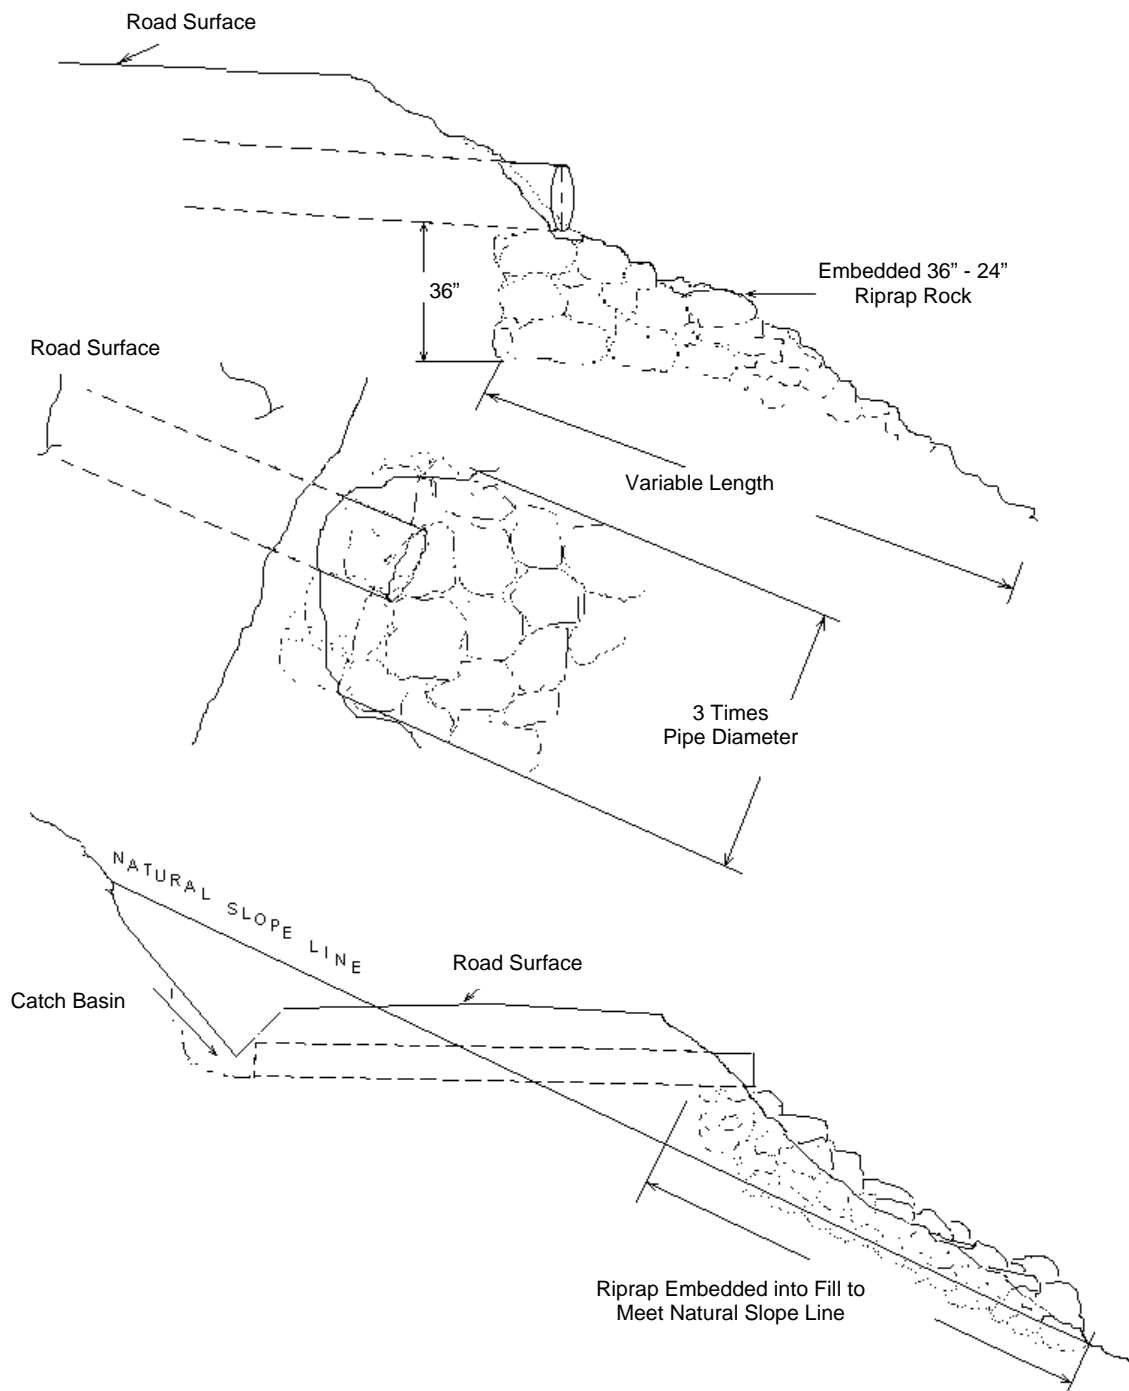 Road Surface
Embedded 36” - 24”
Riprap Rock
36”
Road Surface
Variable Length
3 Times
Pipe Diameter
NATURAL SLOPE LINE
Road Surface
Catch Basin
Riprap Embedded into Fill to
Meet Natural Slope Line